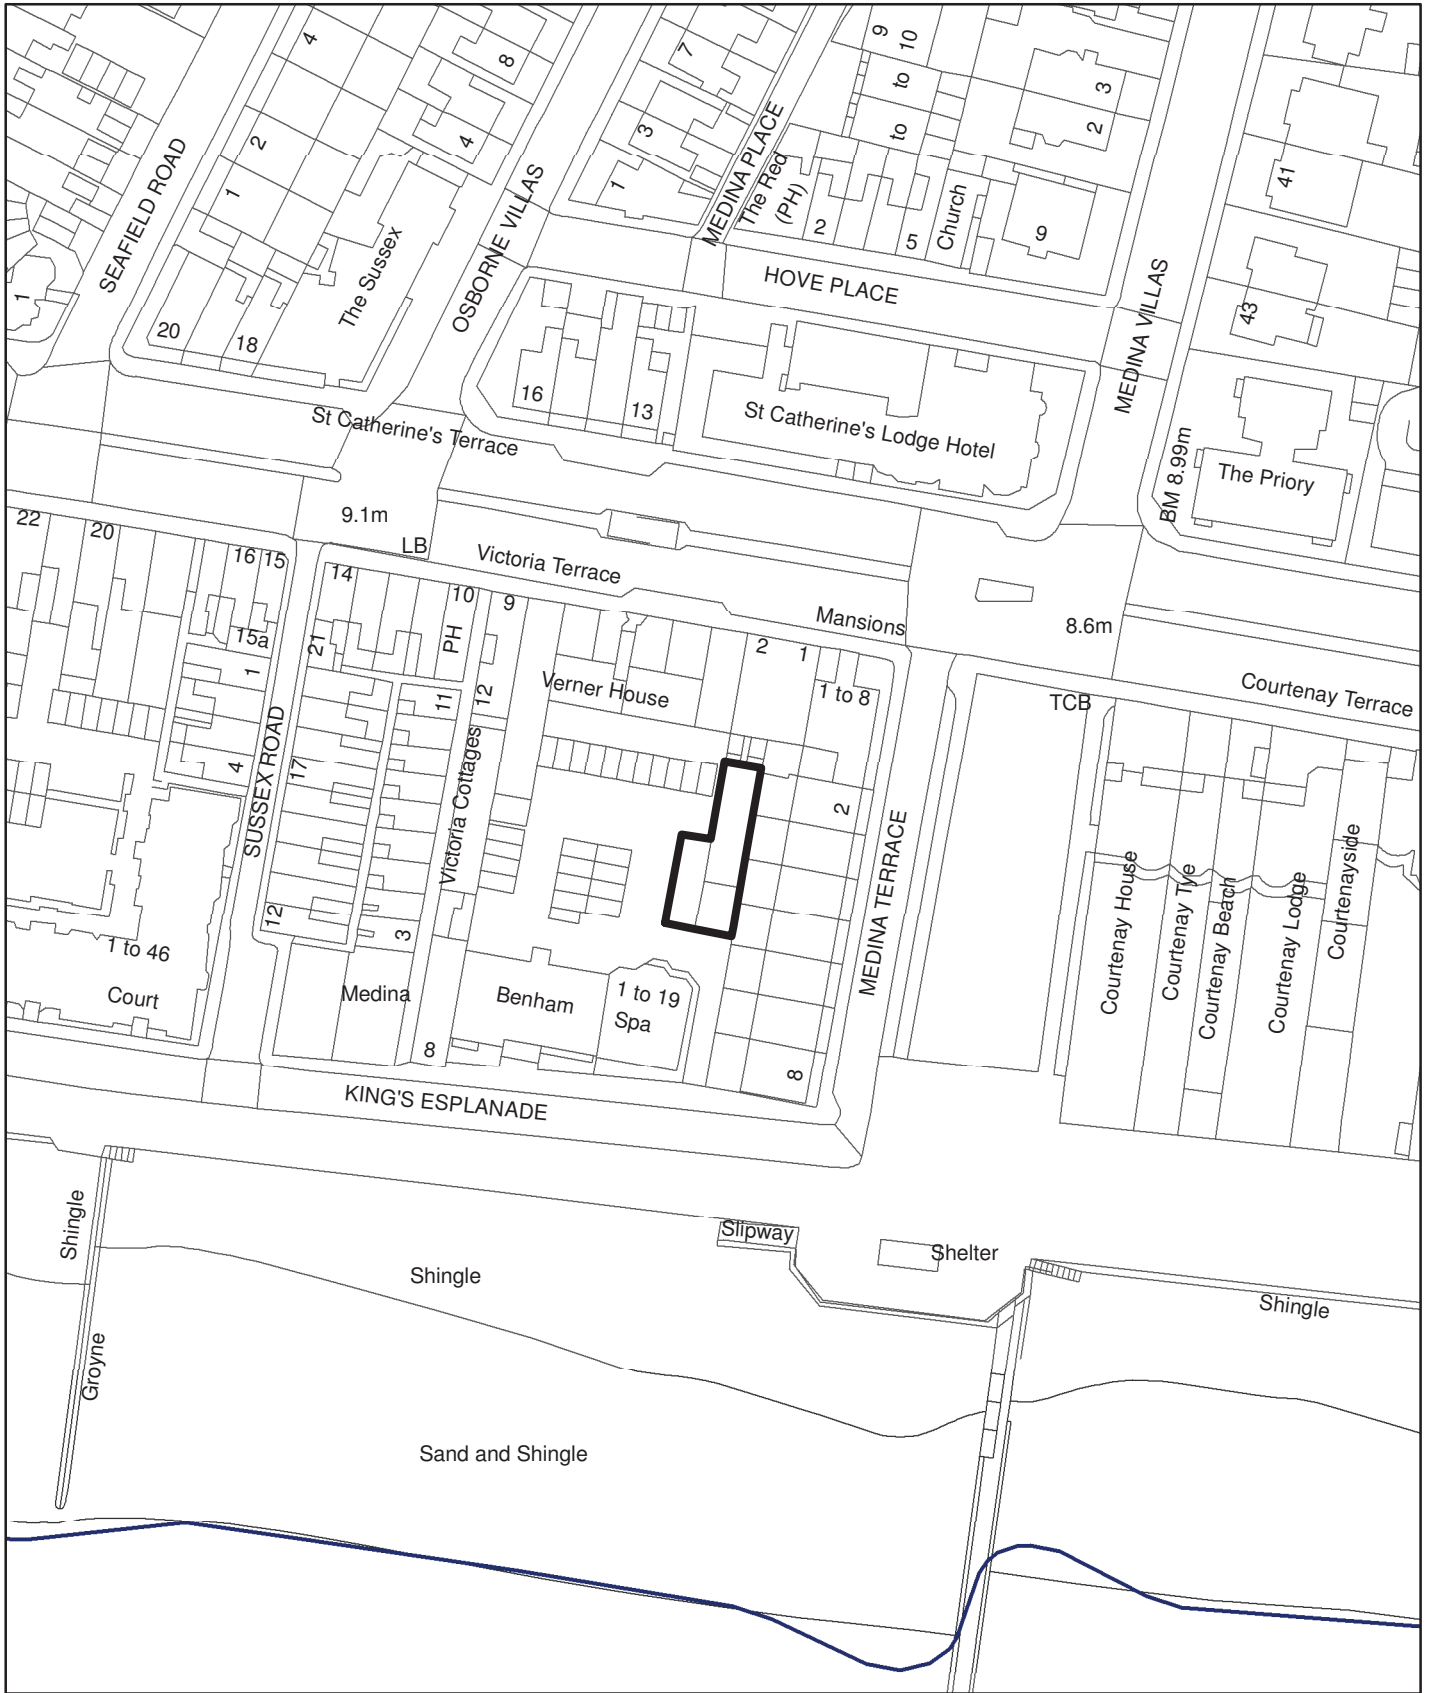 4
8
7
9
10
to
to
3
2
SEAFIELD ROAD
2
1
4
3
1
MEDINA PLACE
The Red
(PH)
2
5
Church
9
41
43
1
20
18
The Sussex
OSBORNE VILLAS
HOVE PLACE
MEDINA VILLAS
16
13
St Catherine's Terrace
St Catherine's Lodge Hotel
BM 8.99m
The Priory
22
20
16
15
9.1m
LB
Victoria Terrace
Mansions
8.6m
14
10
9
PH
15a
21
1
11
12
Verner House
2
1
1 to 8
TCB
Courtenay Terrace
4
SUSSEX ROAD
17
Victoria Cottages
2
MEDINA TERRACE
Courtenay House
Courtenay Tye
Courtenay Beach
Courtenay Lodge
Courtenayside
12
3
1 to 46
Court
Medina
8
Benham
1 to 19
Spa
8
KING'S ESPLANADE
Shingle
Groyne
Shingle
Slipway
Shelter
Shingle
Sand and Shingle